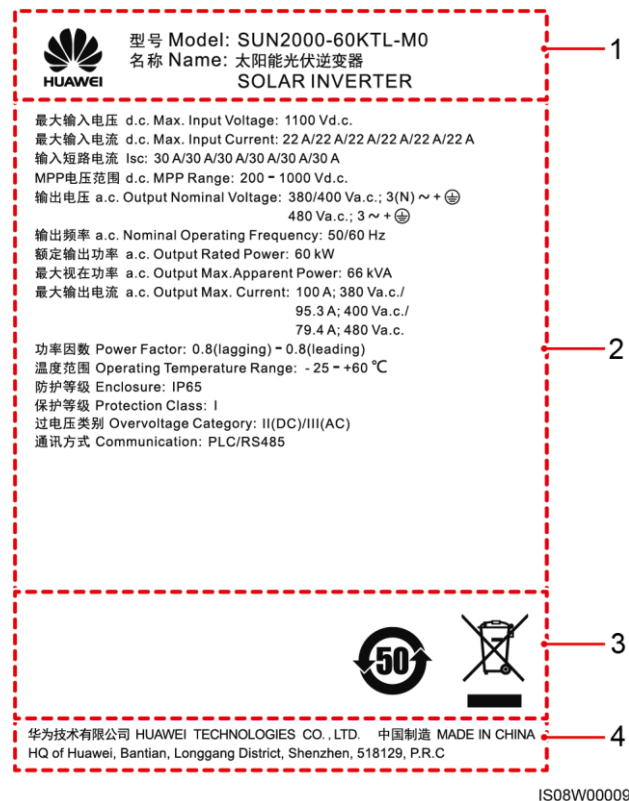 HUAWEI
型号 Model: SUN2000-60KTL-M0
名称 Name: 太阳能光伏逆变器
SOLAR INVERTER
1
最大输入电压 d.c. Max. Input Voltage: 1100 Vd.c.
最大输入电流 d.c. Max. Input Current: 22 A/22 A/22 A/22 A/22 A/22 A
输入短路电流 Isc: 30 A/30 A/30 A/30 A/30 A/30 A
MPP电压范围 d.c. MPP Range: 200 - 1000 Vd.c.
输出电压 a.c. Output Nominal Voltage: 380/400 Va.c.; 3(N) ~ + ⏚
480 Va.c.; 3 ~ + ⏚
输出频率 a.c. Nominal Operating Frequency: 50/60 Hz
额定输出功率 a.c. Output Rated Power: 60 kW
最大视在功率 a.c. Output Max.Apparent Power: 66 kVA
最大输出电流 a.c. Output Max. Current: 100 A; 380 Va.c./
95.3 A; 400 Va.c./
79.4 A; 480 Va.c.
功率因数 Power Factor: 0.8(lagging) - 0.8(leading)
温度范围 Operating Temperature Range: - 25 - +60 ℃
防护等级 Enclosure: IP65
保护等级 Protection Class: I
过电压类别 Overvoltage Category: II(DC)/III(AC)
通讯方式 Communication: PLC/RS485
2
50
3
华为技术有限公司 HUAWEI TECHNOLOGIES CO., LTD. 中国制造 MADE IN CHINA
HQ of Huawei, Bantian, Longgang District, Shenzhen, 518129, P.R.C
4
IS08W00009